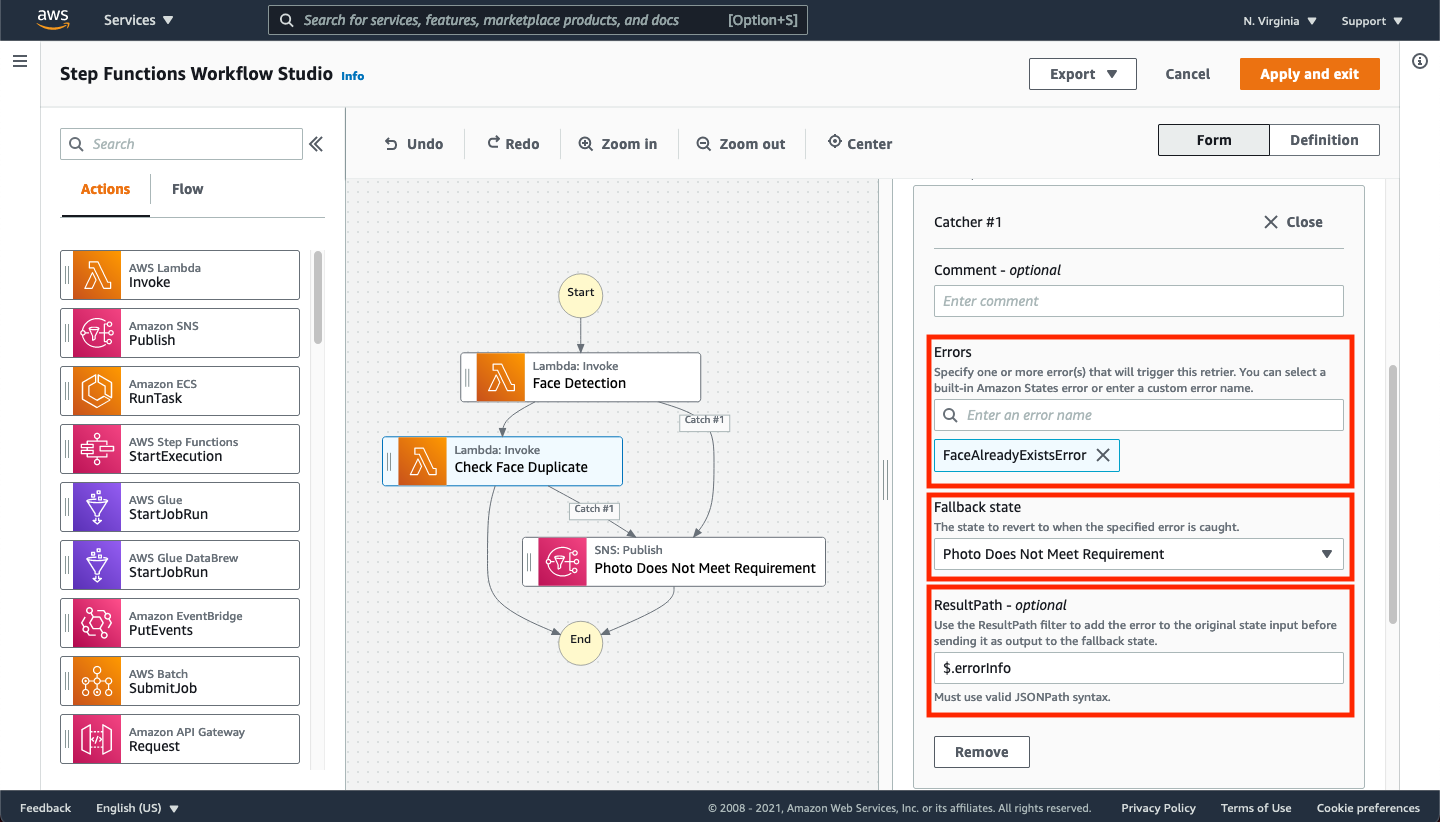 aws
Services
Search for services, features, marketplace products, and docs
[Option+S]
N. Virginia
Support
Step Functions Workflow Studio Info
Export
Cancel
Apply and exit
Search
Actions
Flow
AWS Lambda
Invoke
Amazon SNS
Publish
Amazon ECS
RunTask
AWS Step Functions
StartExecution
AWS Glue
StartJobRun
AWS Glue DataBrew
StartJobRun
Amazon EventBridge
PutEvents
AWS Batch
SubmitJob
Amazon API Gateway
Request
Undo
Redo
Zoom in
Zoom out
Center
Form
Definition
Start
Lambda: Invoke
Face Detection
Catch #1
Lambda: Invoke
Check Face Duplicate
Catch #1
SNS: Publish
Photo Does Not Meet Requirement
End
Catcher #1
Close
Comment - optional
Enter comment
Errors
Specify one or more error(s) that will trigger this retrier. You can select a
built-in Amazon States error or enter a custom error name.
Enter an error name
FaceAlreadyExistsError
Fallback state
The state to revert to when the specified error is caught.
Photo Does Not Meet Requirement
ResultPath - optional
Use the ResultPath filter to add the error to the original state input before
sending it as output to the fallback state.
$.errorInfo
Must use valid JSONPath syntax.
Remove
Feedback
English (US)
© 2008 - 2021, Amazon Web Services, Inc. or its affiliates. All rights reserved.
Privacy Policy
Terms of Use
Cookie preferences